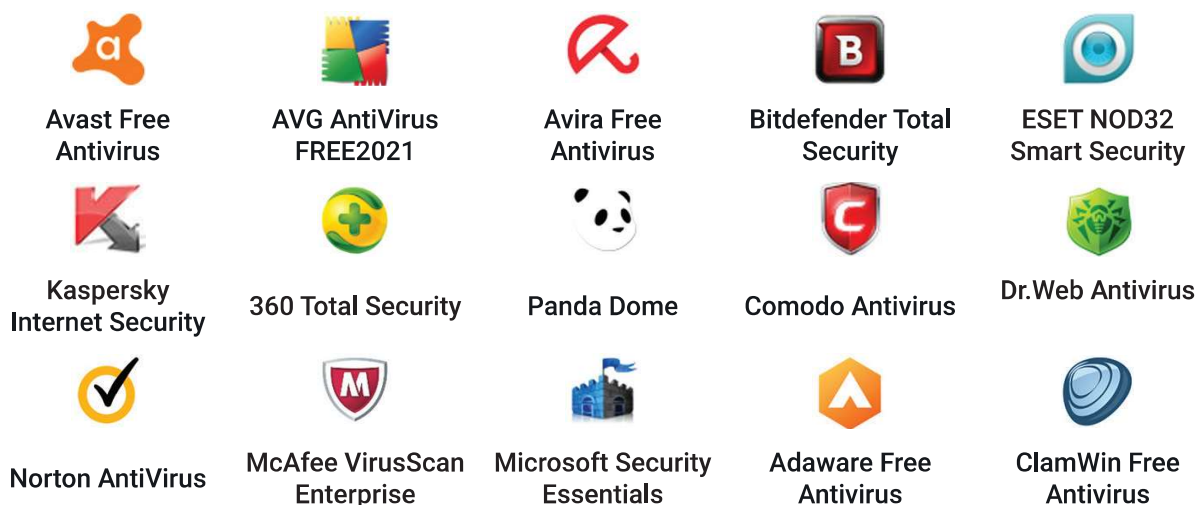 a
Avast Free
Antivirus
AVG AntiVirus
FREE2021
Avira Free
Antivirus
B
Bitdefender Total
Security
ESET NOD32
Smart Security
K
Kaspersky
Internet Security
360 Total Security
Panda Dome
C
Comodo Antivirus
Dr.Web Antivirus
Norton AntiVirus
M
McAfee VirusScan
Enterprise
Microsoft Security
Essentials
Adaware Free
Antivirus
ClamWin Free
Antivirus